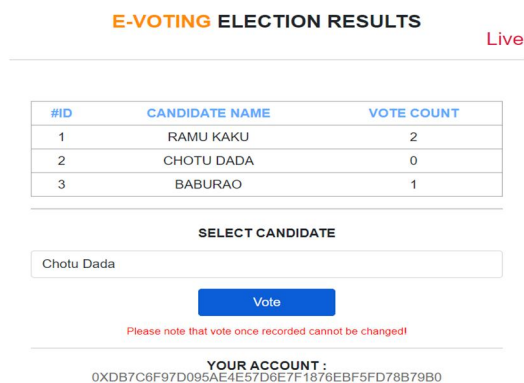 E-VOTING ELECTION RESULTS
Live
#ID CANDIDATE NAME VOTE COUNT
1 RAMU KAKU 2
2 CHOTU DADA 0
3 BABURAO 1
SELECT CANDIDATE
Chotu Dada
Vote
Please note that vote once recorded cannot be changed!
YOUR ACCOUNT :
0XDB7C6F97D095AE4E57D6E7F1876EBF5FD78B79B0